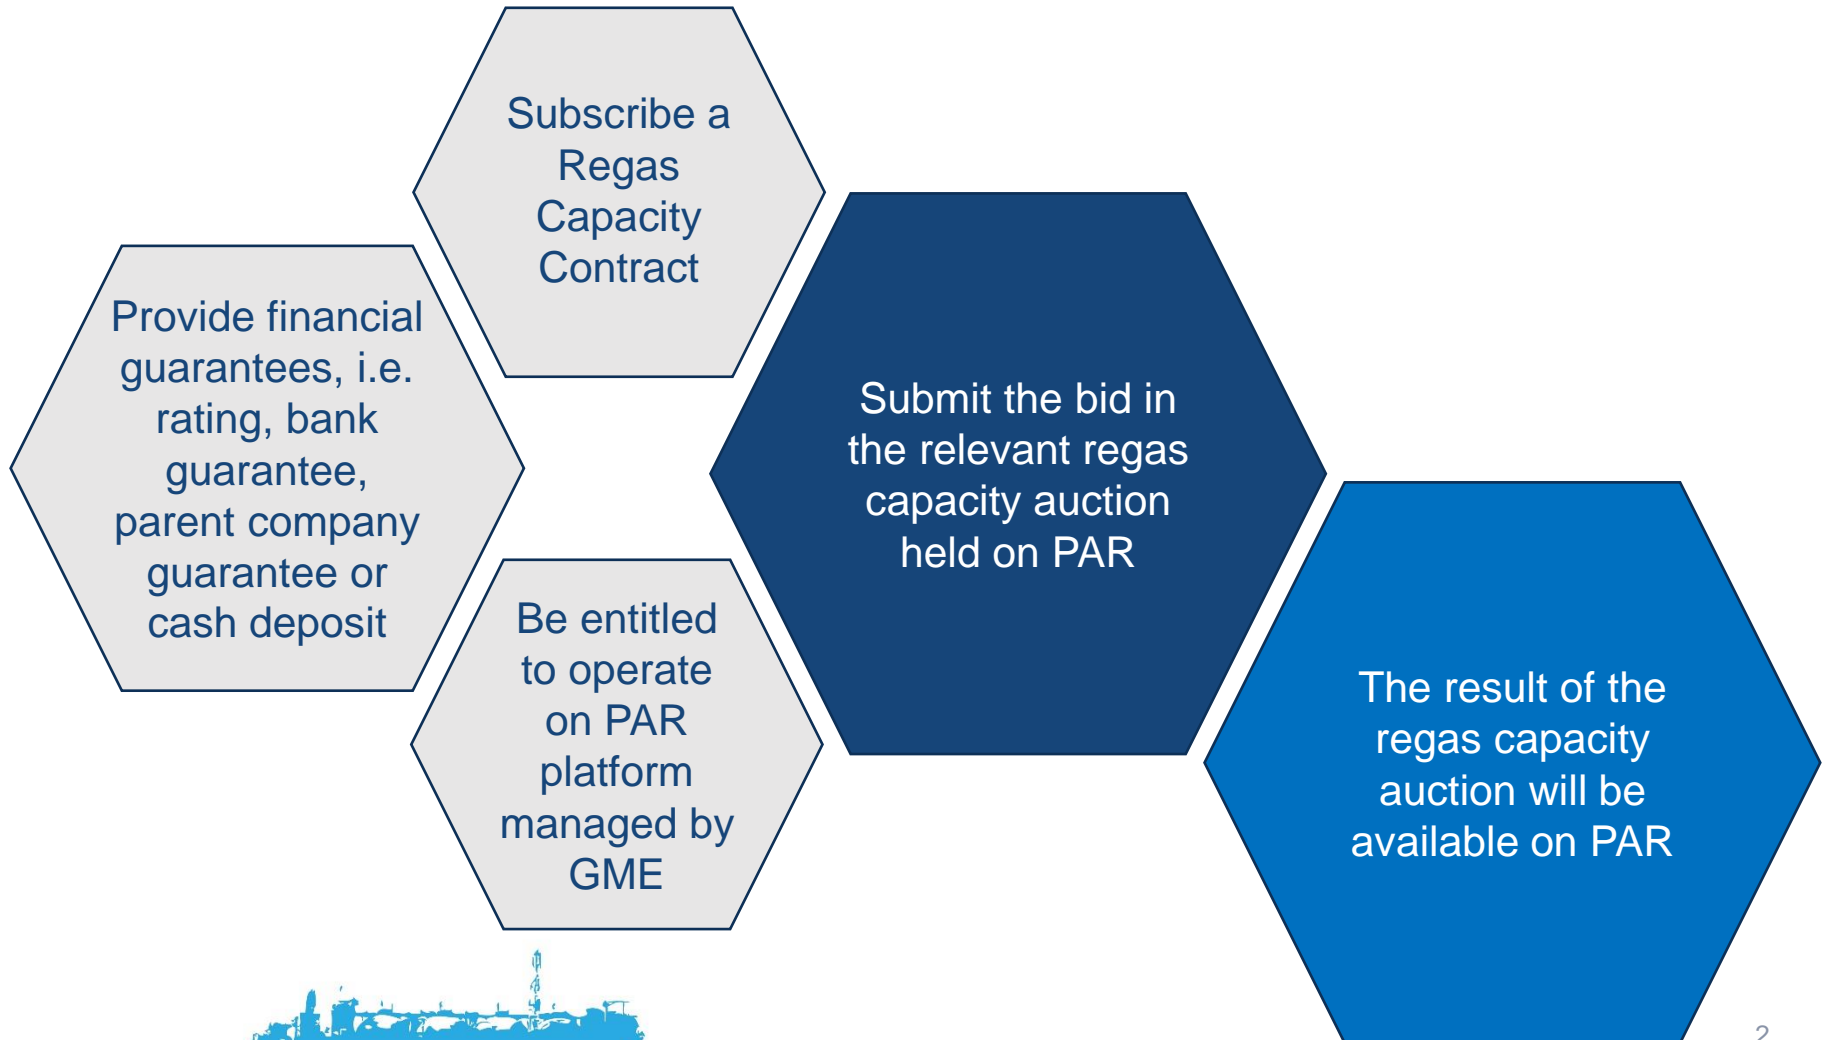 Subscribe a
Regas
Capacity
Contract
Provide financial
guarantees, i.e.
rating, bank
guarantee,
parent company
guarantee or
cash deposit
Be entitled
to operate
on PAR
platform
managed by
GME
Submit the bid in
the relevant regas
capacity auction
held on PAR
The result of the
regas capacity
auction will be
available on PAR
2